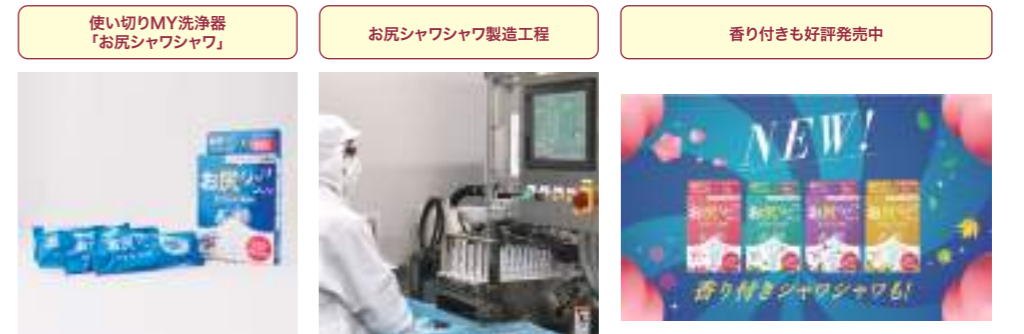 使い切りMY洗浄器
「お尻シャワシャワ」
お尻シャワシャワ製造工程
香り付きも好評発売中
NEW!
香り付きシャワシャワも!